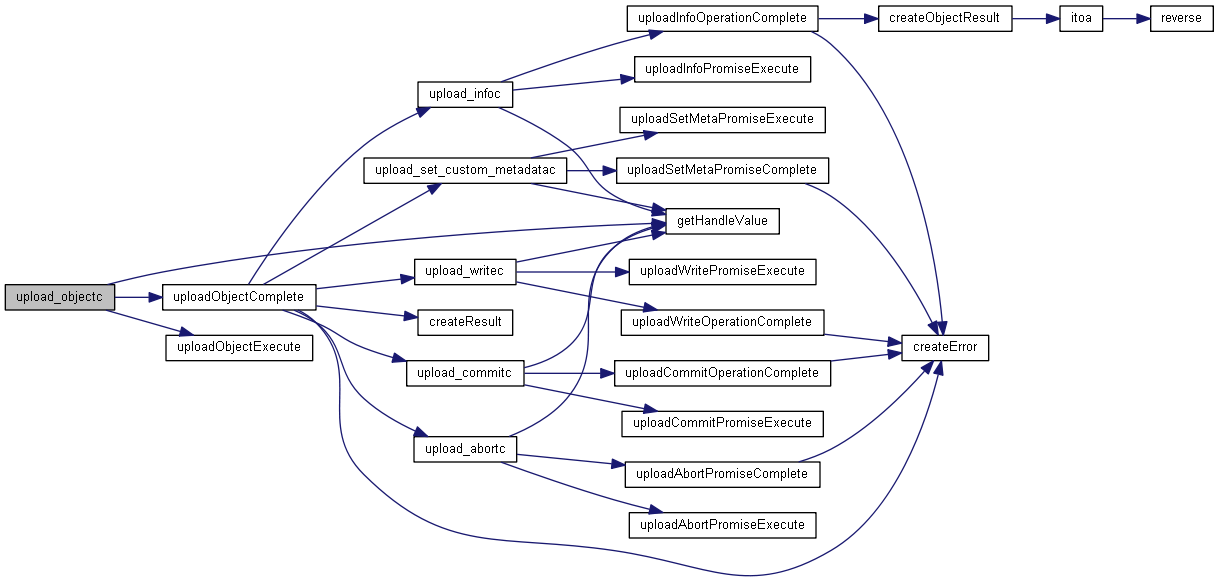 uploadInfoOperationComplete
createObjectResult
itoa
reverse
uploadInfoPromiseExecute
upload_infoc
uploadSetMetaPromiseExecute
upload_set_custom_metadatac
uploadSetMetaPromiseComplete
getHandleValue
upload_writec
uploadWritePromiseExecute
upload_objectc
uploadObjectComplete
createResult
uploadWriteOperationComplete
uploadObjectExecute
createError
upload_commitc
uploadCommitOperationComplete
uploadCommitPromiseExecute
upload_abortc
uploadAbortPromiseComplete
uploadAbortPromiseExecute